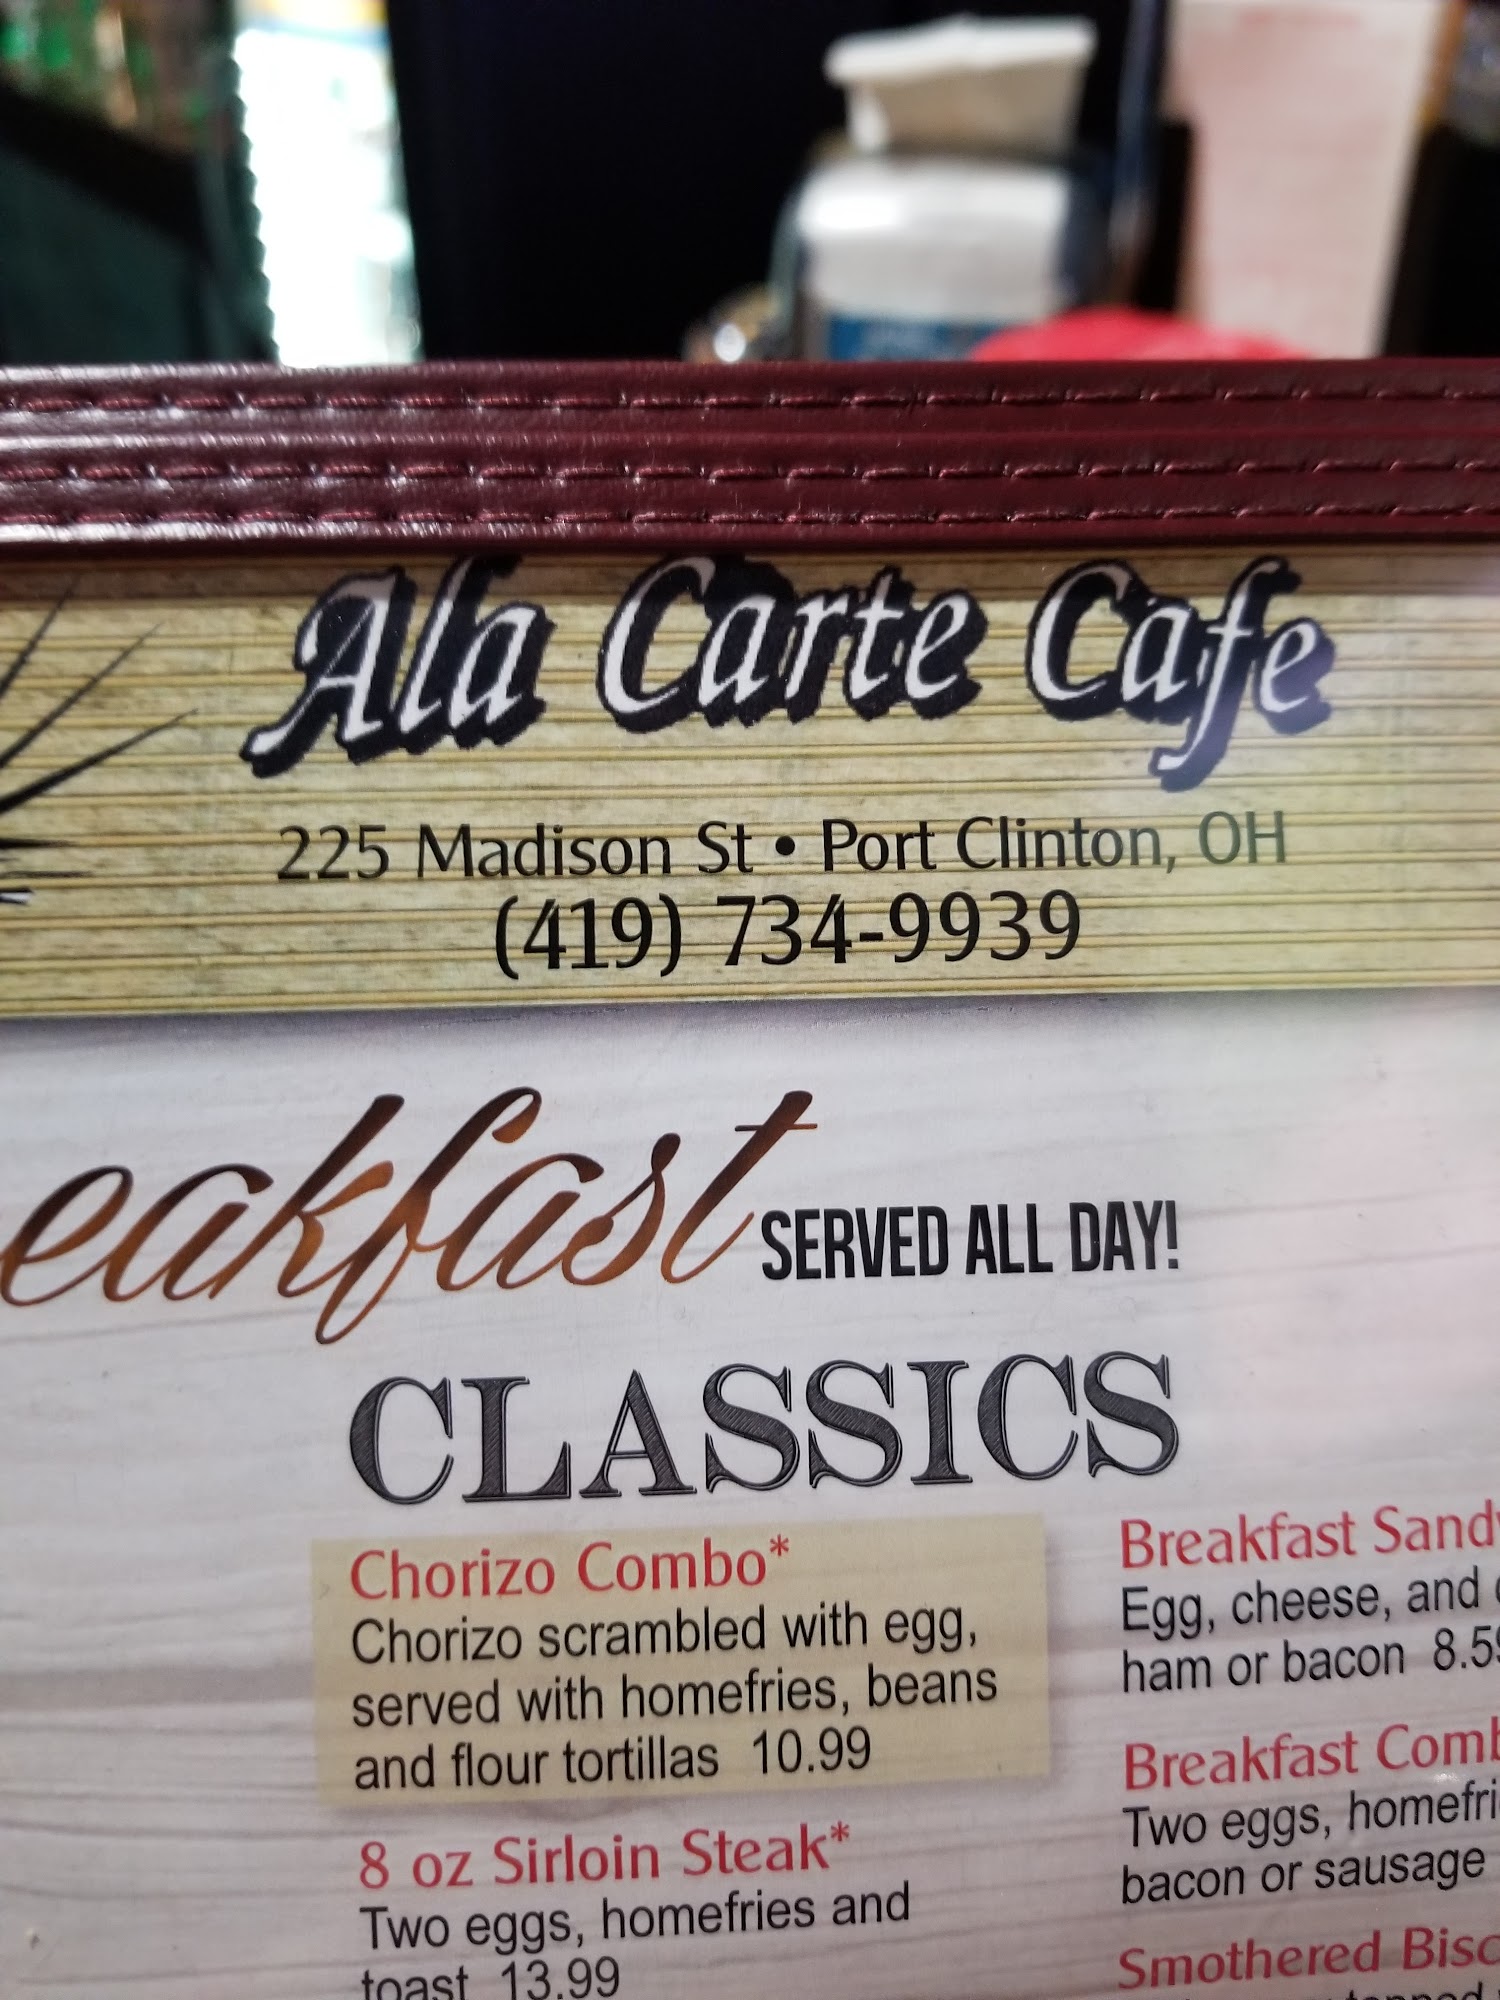 Ala Carte Cafe
225 Madison St • Port Clinton, OH
(419) 734-9939
eakfast SERVED ALL DAY!
CLASSICS
Chorizo Combo*
Chorizo scrambled with egg,
served with homefries, beans
and flour tortillas 10.99
8 oz Sirloin Steak*
Two eggs, homefries and
toast 13.99
Breakfast Sand
Egg, cheese, and
ham or bacon 8.59
Breakfast Comb
Two eggs, homefri
bacon or sausage
Smothered Bisc